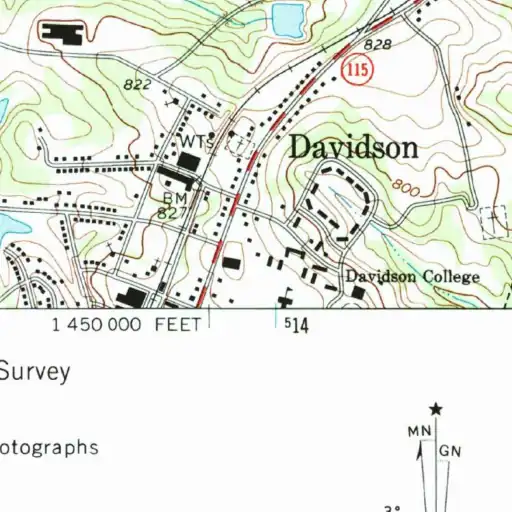 828
115
822
WTs
Davidson
800
BM
827
Davidson College
1 450 000 FEET
514
Survey
otographs
MN
GN
3°